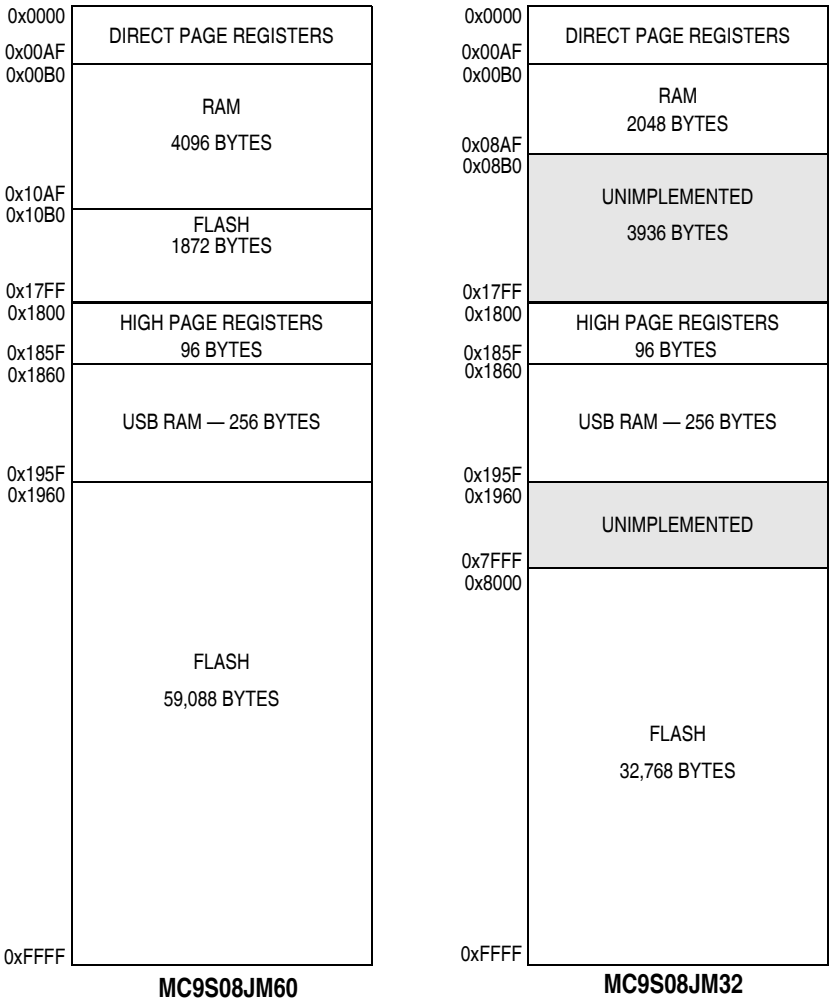 0x0000
DIRECT PAGE REGISTERS
0x00AF
0x00B0
RAM
4096 BYTES
0x10AF
0x10B0
FLASH
1872 BYTES
0x17FF
0x1800
HIGH PAGE REGISTERS
96 BYTES
0x185F
0x1860
USB RAM — 256 BYTES
0x195F
0x1960
FLASH
59,088 BYTES
0xFFFF
MC9S08JM60
0x0000
DIRECT PAGE REGISTERS
0x00AF
0x00B0
RAM
2048 BYTES
0x08AF
0x08B0
UNIMPLEMENTED
3936 BYTES
0x17FF
0x1800
HIGH PAGE REGISTERS
96 BYTES
0x185F
0x1860
USB RAM — 256 BYTES
0x195F
0x1960
UNIMPLEMENTED
0x7FFF
0x8000
FLASH
32,768 BYTES
0xFFFF
MC9S08JM32